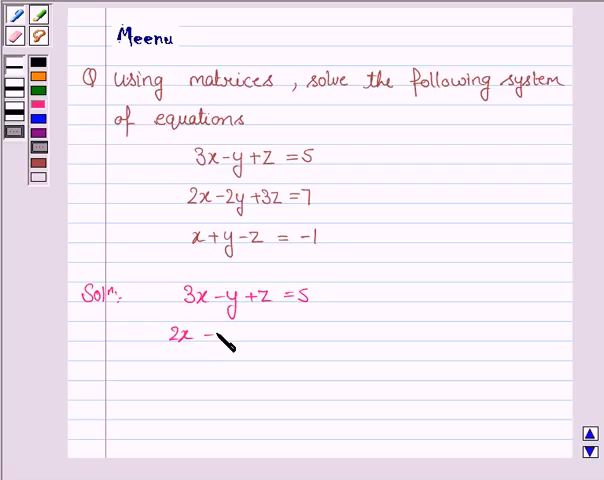 Meenu
Q using matrices, solve the following system
of equations
3x-y+z=5
2x-2y+3z=7
x+y-z=-1
Solⁿ: 3x-y+z=5
2x -